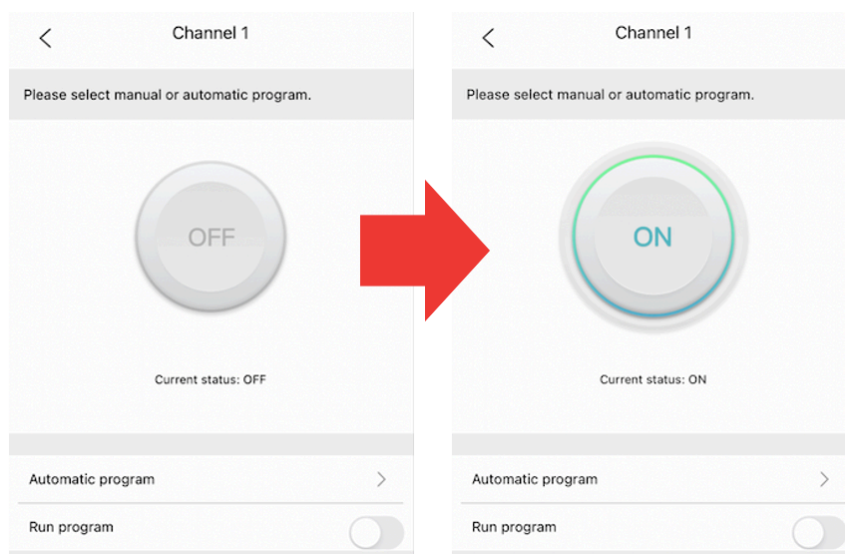 Channel 1
Please select manual or automatic program.
OFF
Current status: OFF
Automatic program
Run program
Channel 1
Please select manual or automatic program.
ON
Current status: ON
Automatic program
Run program